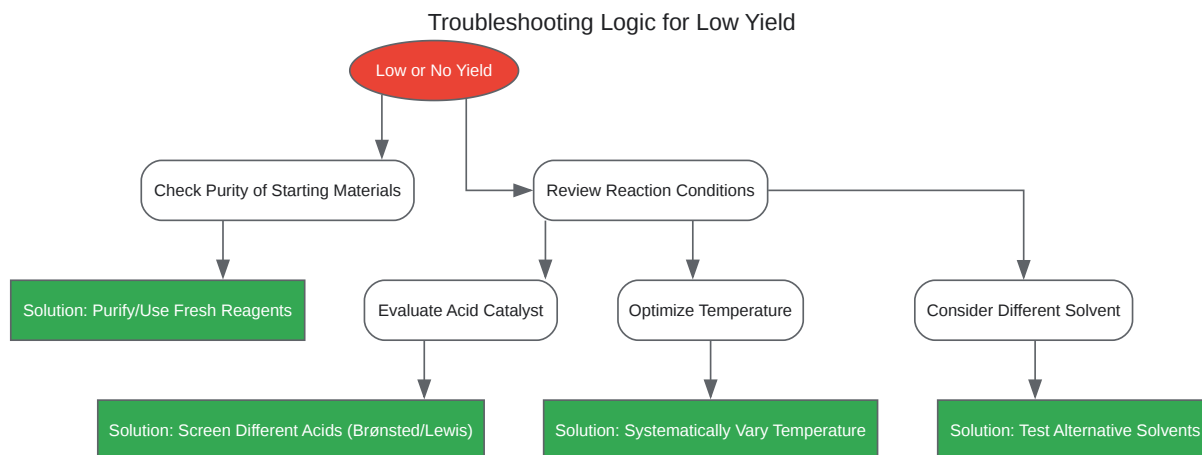 Troubleshooting Logic for Low Yield
Low or No Yield
Check Purity of Starting Materials
Review Reaction Conditions
Solution: Purify/Use Fresh Reagents
Evaluate Acid Catalyst
Optimize Temperature
Consider Different Solvent
Solution: Screen Different Acids (Brønsted/Lewis)
Solution: Systematically Vary Temperature
Solution: Test Alternative Solvents